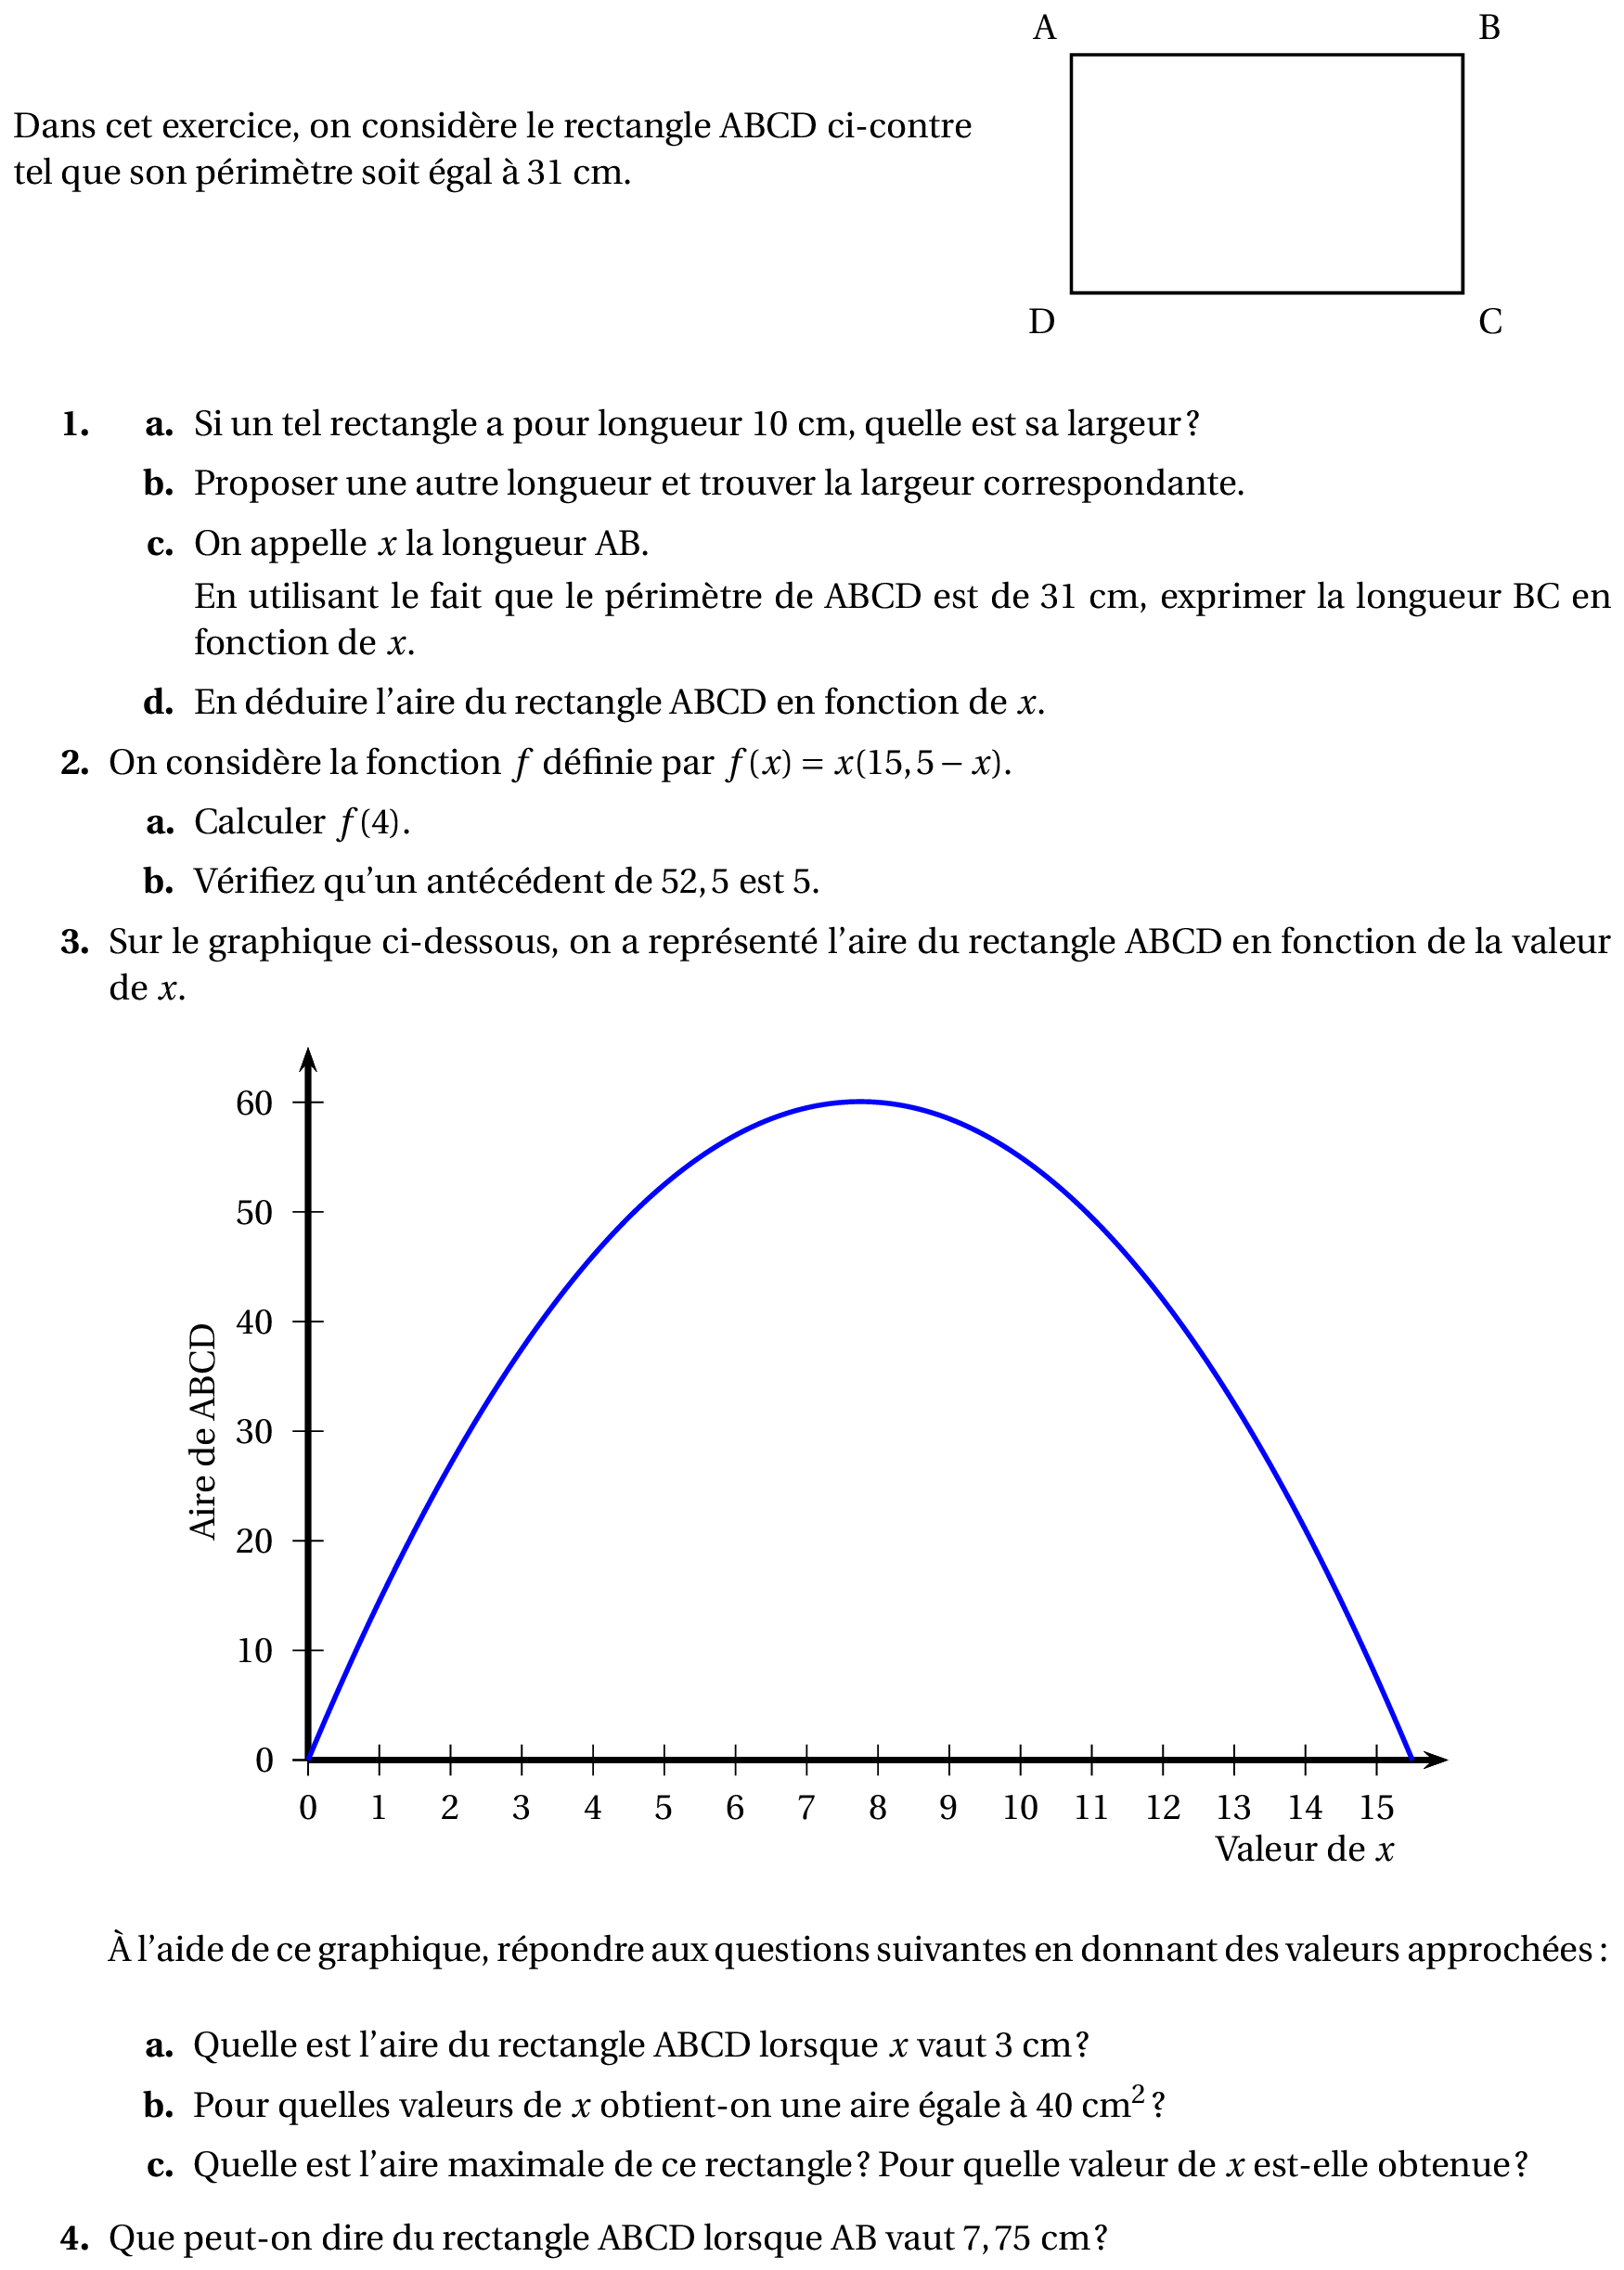 A B
Dans cet exercice, on considère le rectangle ABCD ci-contre
tel que son périmètre soit égal à 31 cm.
D C
1. a. Si un tel rectangle a pour longueur 10 cm, quelle est sa largeur ?
b. Proposer une autre longueur et trouver la largeur correspondante.
c. On appelle x la longueur AB.
En utilisant le fait que le périmètre de ABCD est de 31 cm, exprimer la longueur BC en
fonction de x.
d. En déduire l'aire du rectangle ABCD en fonction de x.
2. On considère la fonction f définie par f(x) = x(15,5 − x).
a. Calculer f(4).
b. Vérifiez qu'un antécédent de 52,5 est 5.
3. Sur le graphique ci-dessous, on a représenté l'aire du rectangle ABCD en fonction de la valeur
de x.
60
50
40
30
20
10
0
Aire de ABCD
0 1 2 3 4 5 6 7 8 9 10 11 12 13 14 15
Valeur de x
À l'aide de ce graphique, répondre aux questions suivantes en donnant des valeurs approchées :
a. Quelle est l'aire du rectangle ABCD lorsque x vaut 3 cm ?
b. Pour quelles valeurs de x obtient-on une aire égale à 40 cm² ?
c. Quelle est l'aire maximale de ce rectangle ? Pour quelle valeur de x est-elle obtenue ?
4. Que peut-on dire du rectangle ABCD lorsque AB vaut 7,75 cm ?